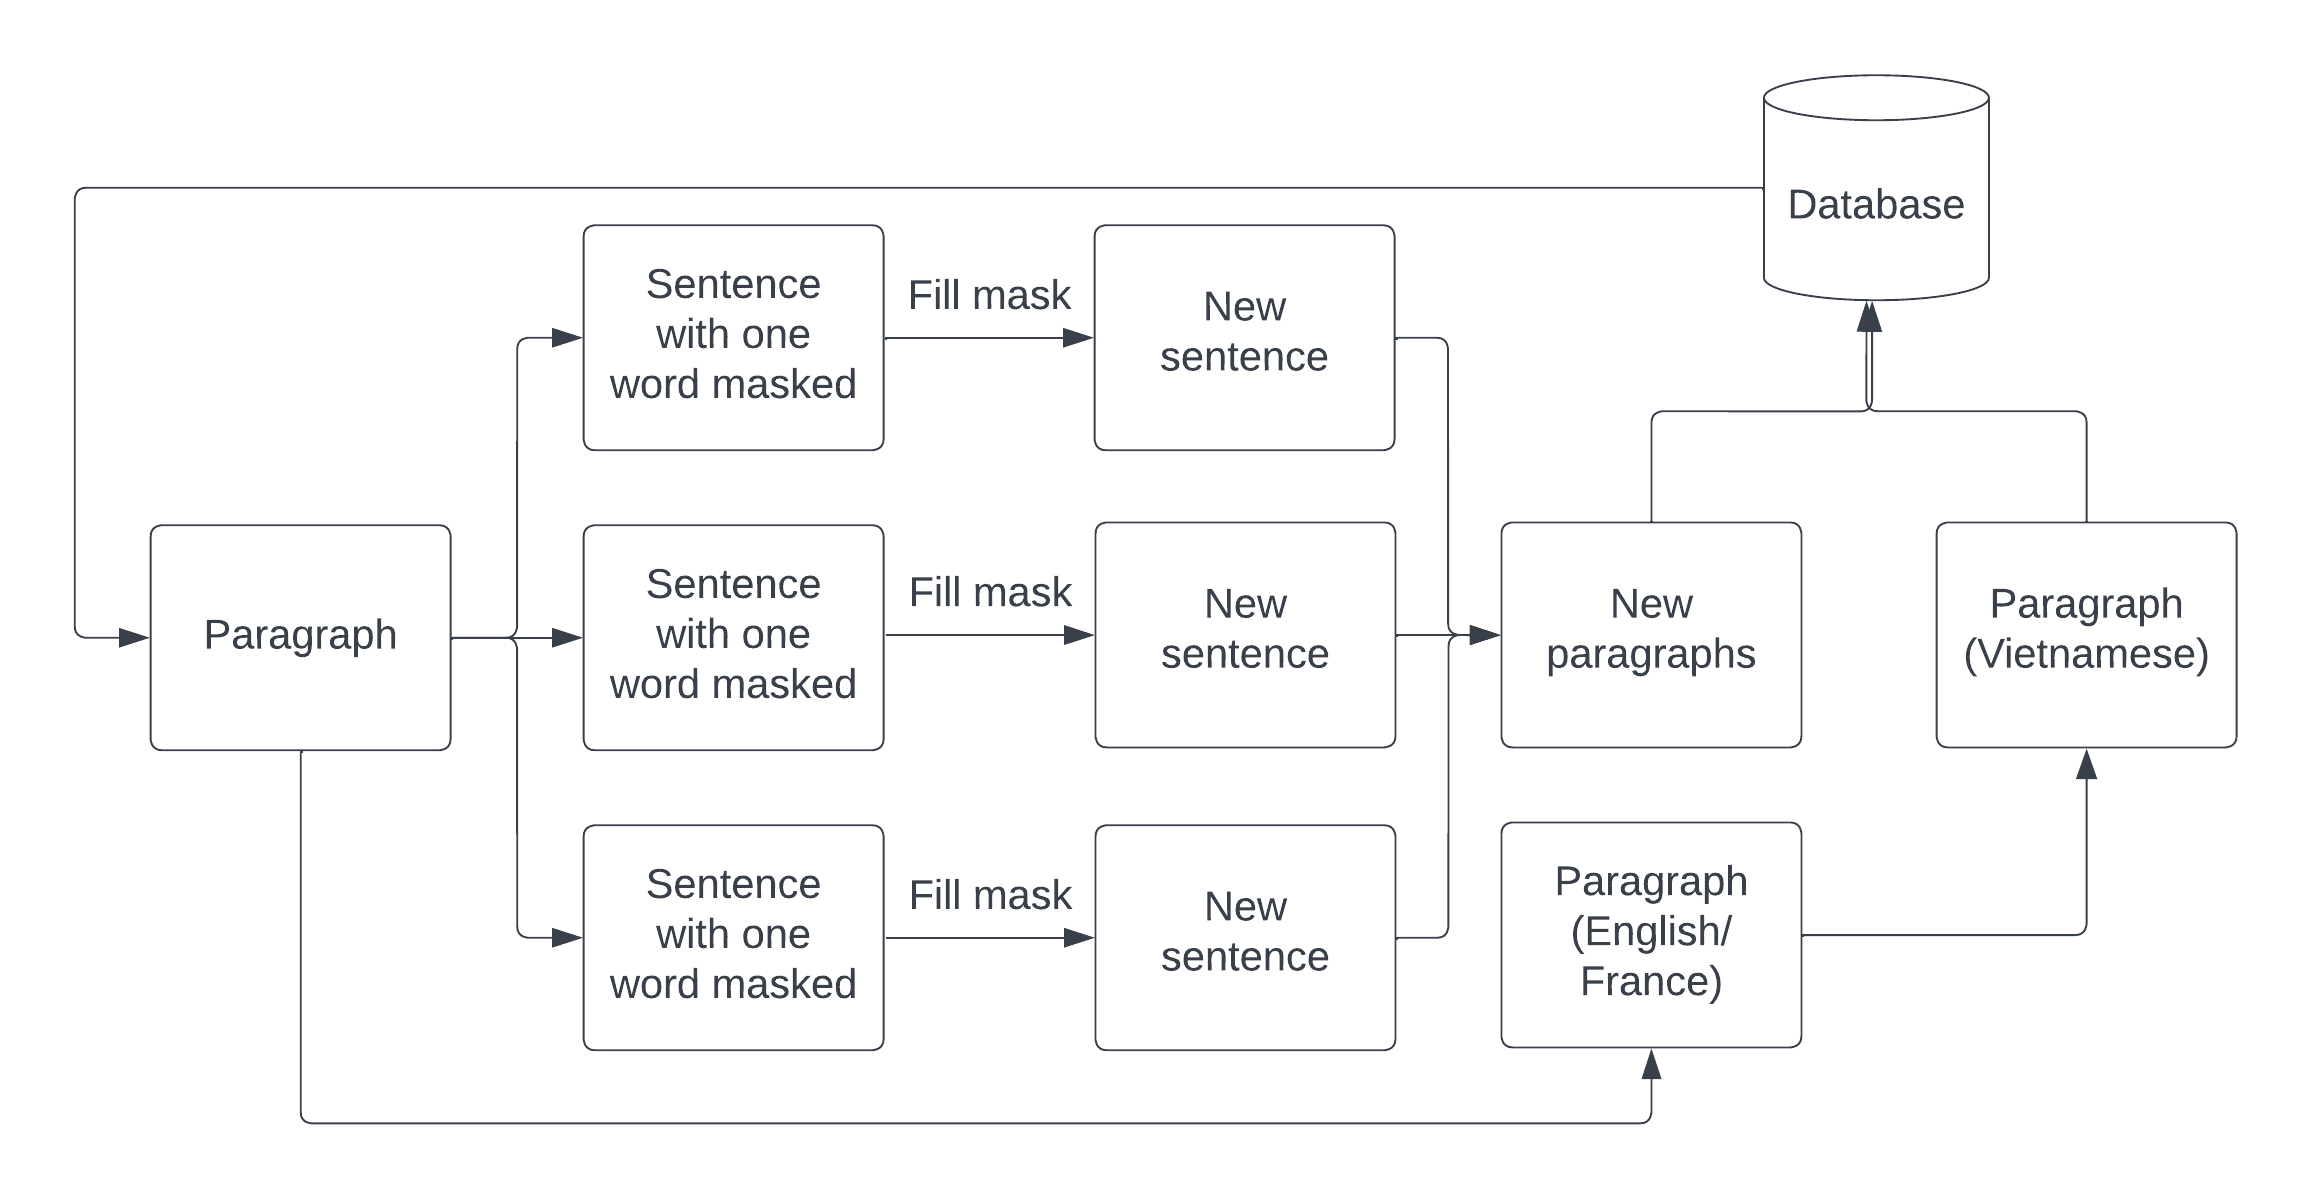 Database
Sentence
with one
word masked
Fill mask
New
sentence
Paragraph
Sentence
with one
word masked
Fill mask
New
sentence
New
paragraphs
Paragraph
(Vietnamese)
Sentence
with one
word masked
Fill mask
New
sentence
Paragraph
(English/
France)